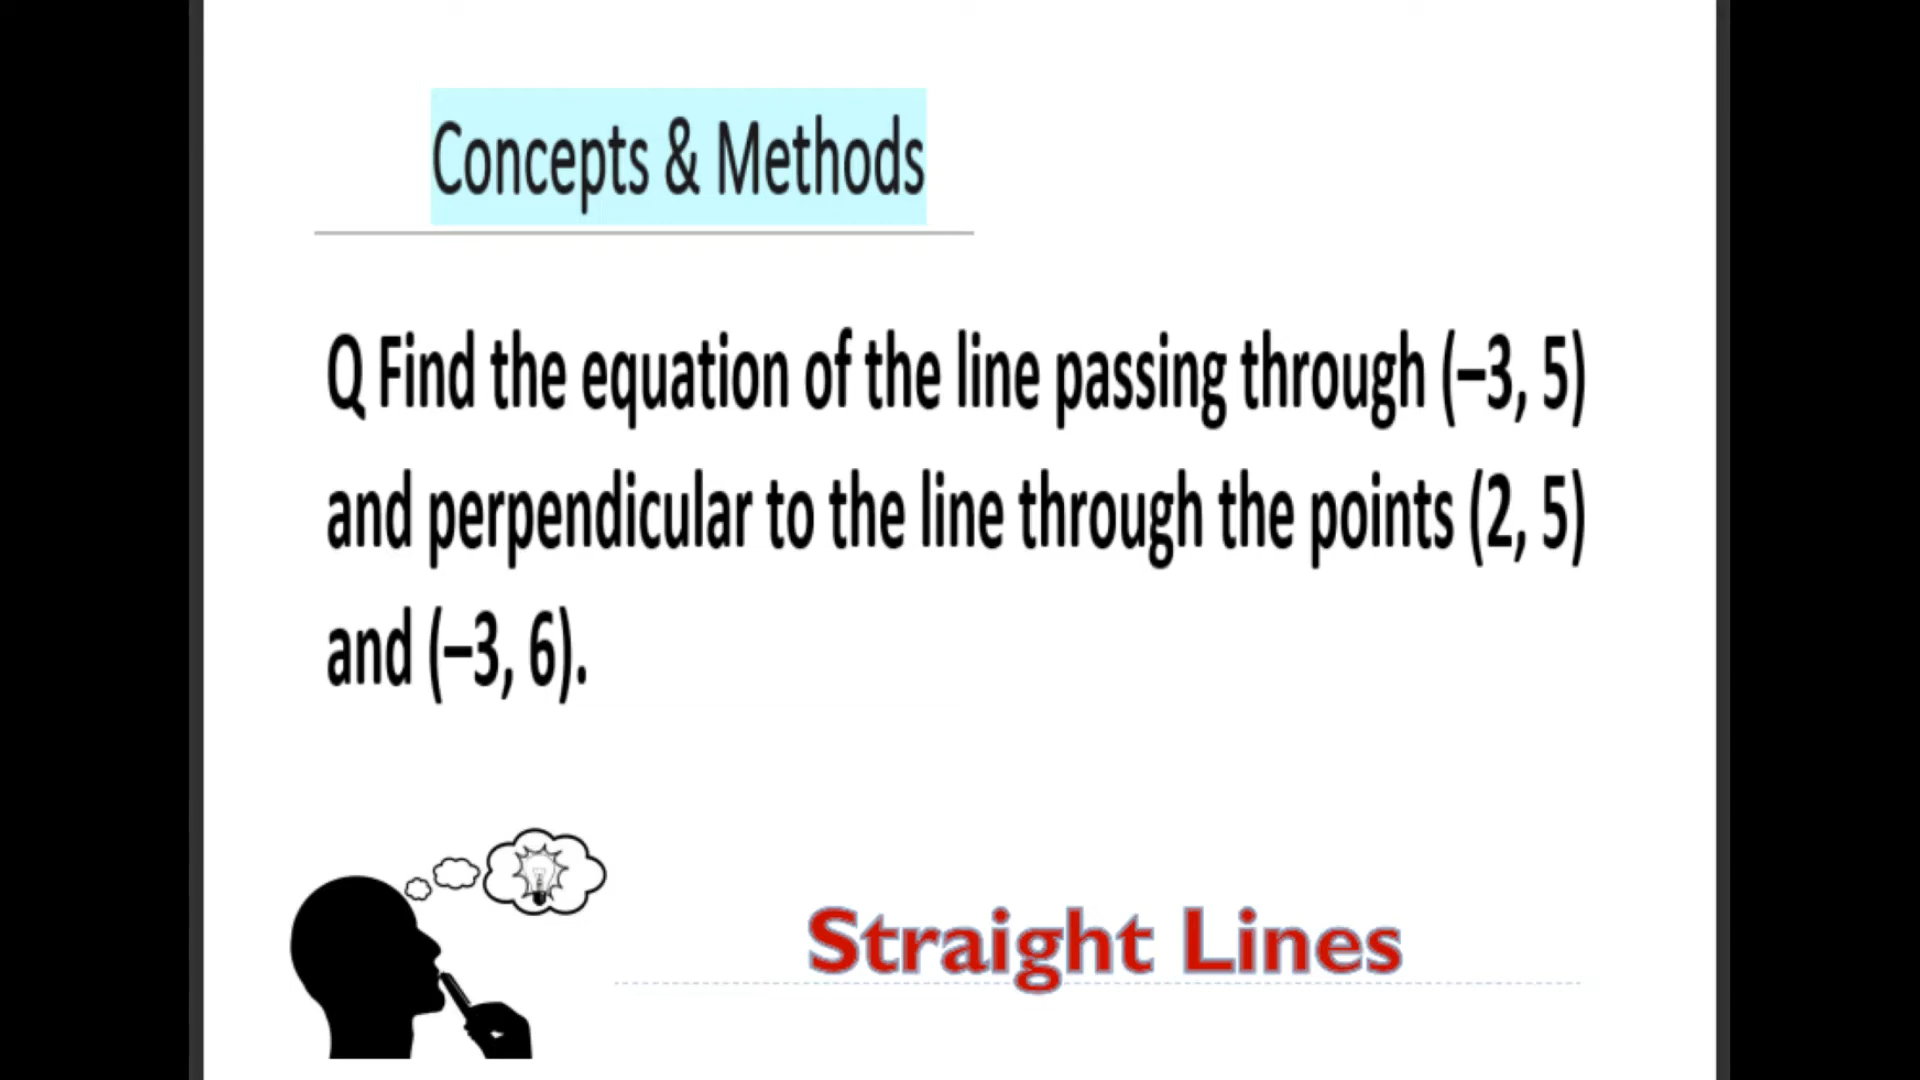 Concepts & Methods
Q Find the equation of the line passing through (–3, 5)
and perpendicular to the line through the points (2, 5)
and (–3, 6).
Straight Lines